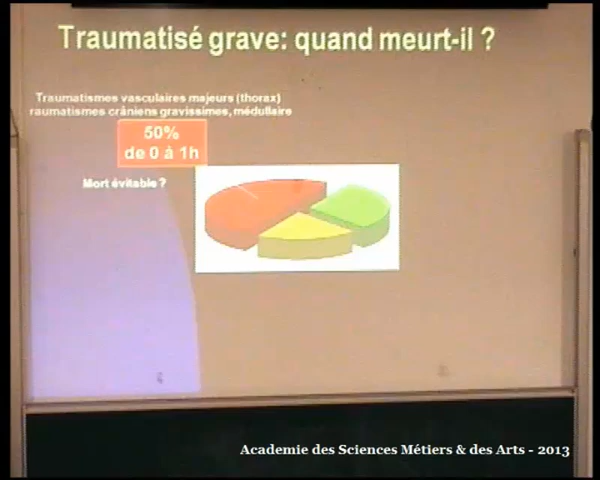 Traumatisé grave: quand meurt-il ?
Traumatismes vasculaires majeurs (thorax)
raumatismes crâniens gravissimes, médullaire
50%
de 0 à 1h
Mort évitable ?
Academie des Sciences Métiers & des Arts - 2013